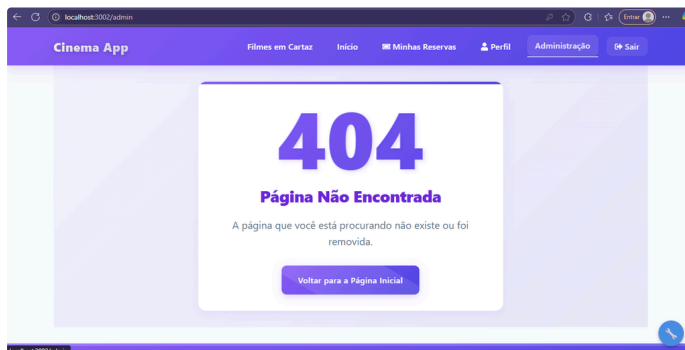 localhost:3002/admin
Entrar
Cinema App
Filmes em Cartaz
Início
Minhas Reservas
Perfil
Administração
Sair
404
Página Não Encontrada
A página que você está procurando não existe ou foi
removida.
Voltar para a Página Inicial